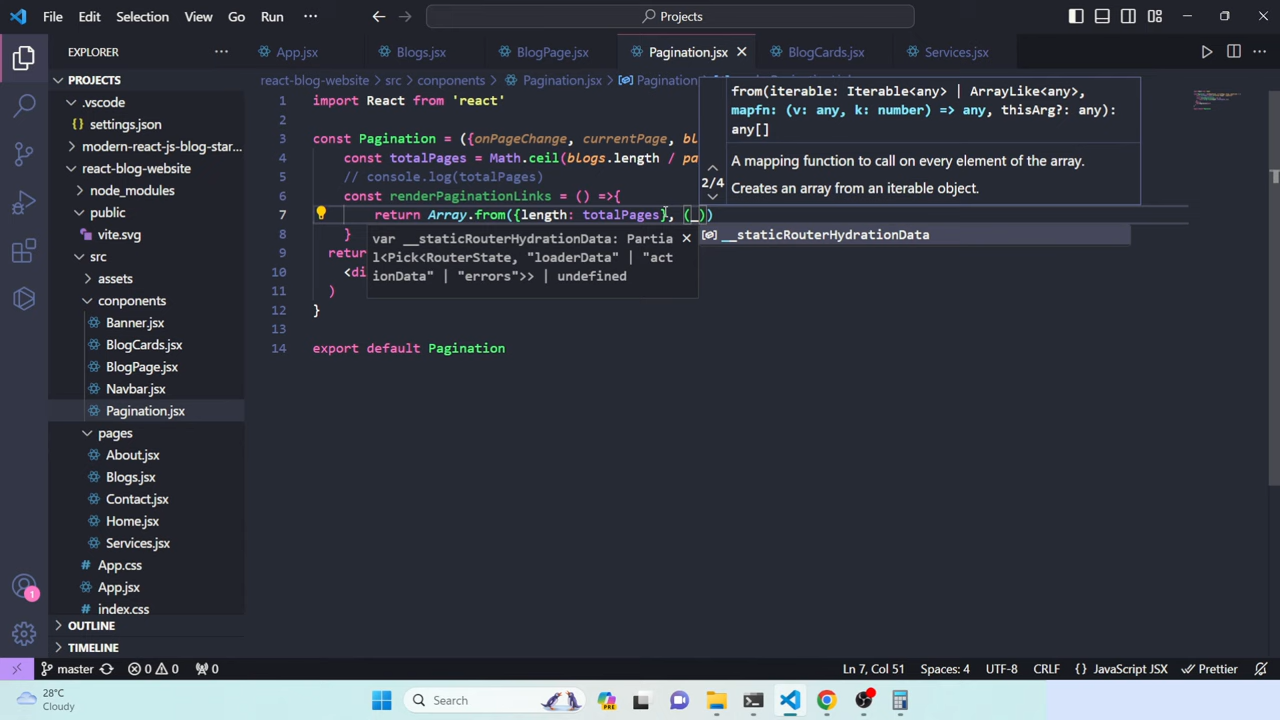 File Edit Selection View Go Run ···
Projects
EXPLORER ···
App.jsx Blogs.jsx BlogPage.jsx Pagination.jsx BlogCards.jsx Services.jsx
PROJECTS
react-blog-website > src > conponents > Pagination.jsx > Pagination
.vscode
settings.json
modern-react-js-blog-star...
react-blog-website
node_modules
public
vite.svg
src
assets
conponents
Banner.jsx
BlogCards.jsx
BlogPage.jsx
Navbar.jsx
Pagination.jsx
pages
About.jsx
Blogs.jsx
Contact.jsx
Home.jsx
Services.jsx
App.css
App.jsx
index.css
OUTLINE
TIMELINE
1 import React from 'react'
2
3 const Pagination = ({onPageChange, currentPage, bl
4 const totalPages = Math.ceil(blogs.length / pa
5 // console.log(totalPages)
6 const renderPaginationLinks = () =>{
7 return Array.from({length: totalPages}, (_))
8 }
9 retur
10 <di
11 )
12 }
13
14 export default Pagination
from(iterable: Iterable<any> | ArrayLike<any>,
mapfn: (v: any, k: number) => any, thisArg?: any):
any[]
2/4
A mapping function to call on every element of the array.
Creates an array from an iterable object.
__staticRouterHydrationData
var __staticRouterHydrationData: Partia
l<Pick<RouterState, "loaderData" | "act
ionData" | "errors">> | undefined
1
master 0 0 0 Ln 7, Col 51 Spaces: 4 UTF-8 CRLF {} JavaScript JSX Prettier
28°C
Cloudy
Search
PRE